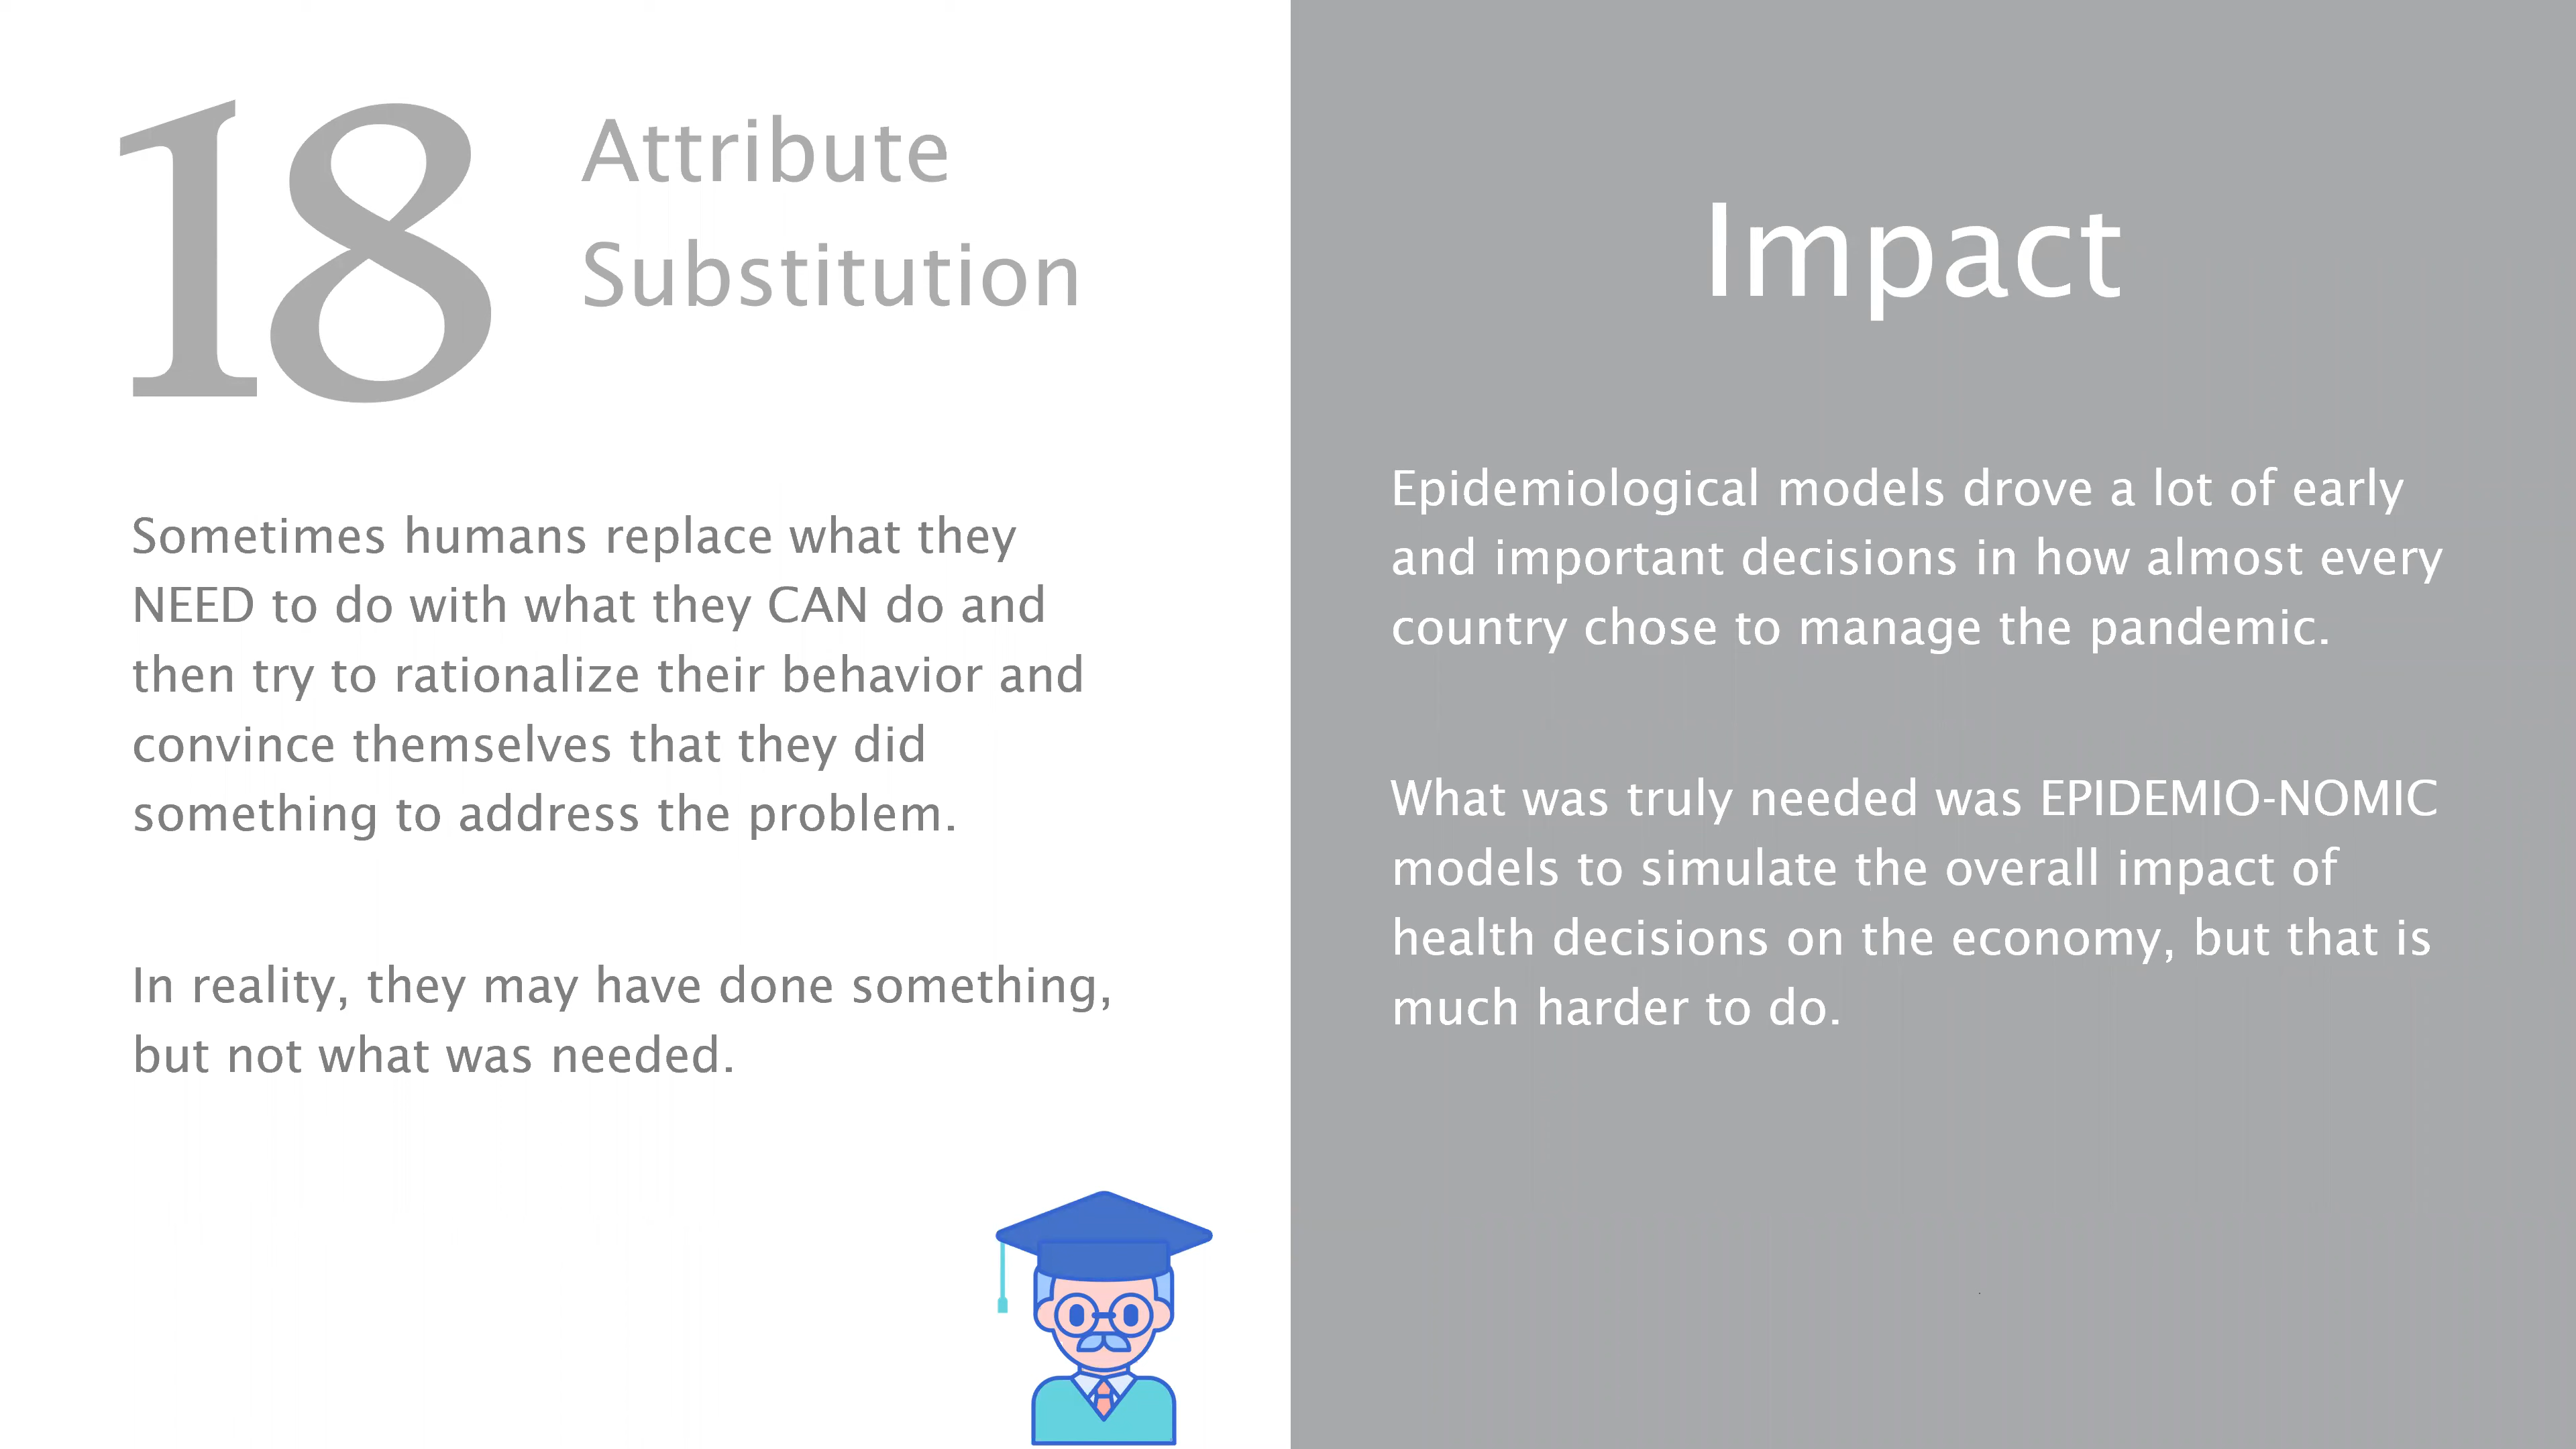 18
Attribute
Substitution
Sometimes humans replace what they
NEED to do with what they CAN do and
then try to rationalize their behavior and
convince themselves that they did
something to address the problem.
In reality, they may have done something,
but not what was needed.
Impact
Epidemiological models drove a lot of early
and important decisions in how almost every
country chose to manage the pandemic.
What was truly needed was EPIDEMIO-NOMIC
models to simulate the overall impact of
health decisions on the economy, but that is
much harder to do.